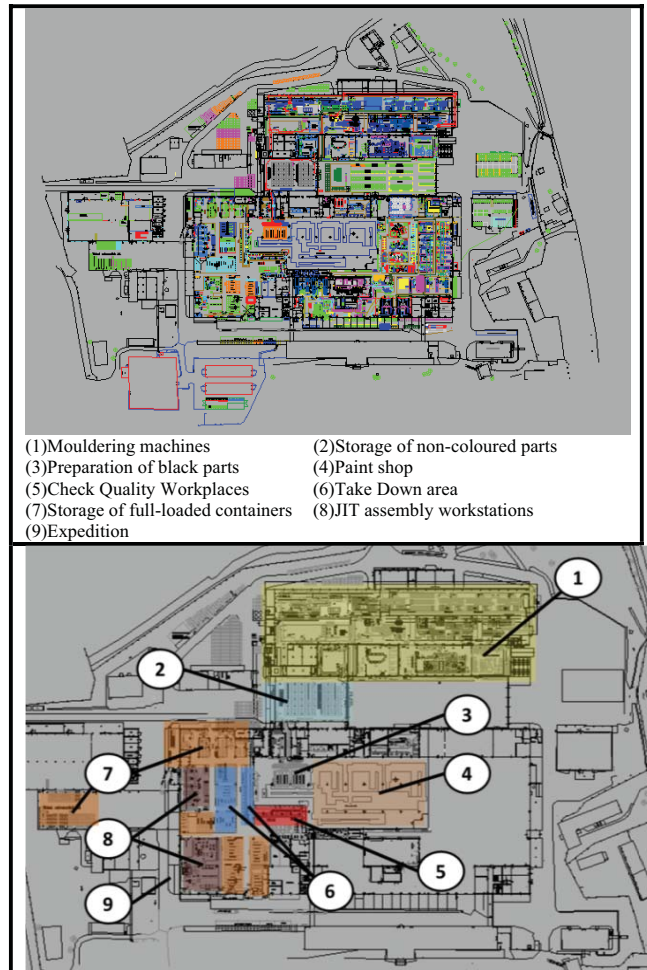 (1)Mouldering machines (2)Storage of non-coloured parts
(3)Preparation of black parts (4)Paint shop
(5)Check Quality Workplaces (6)Take Down area
(7)Storage of full-loaded containers (8)JIT assembly workstations
(9)Expedition
1
2
3
4
7
8
5
6
9